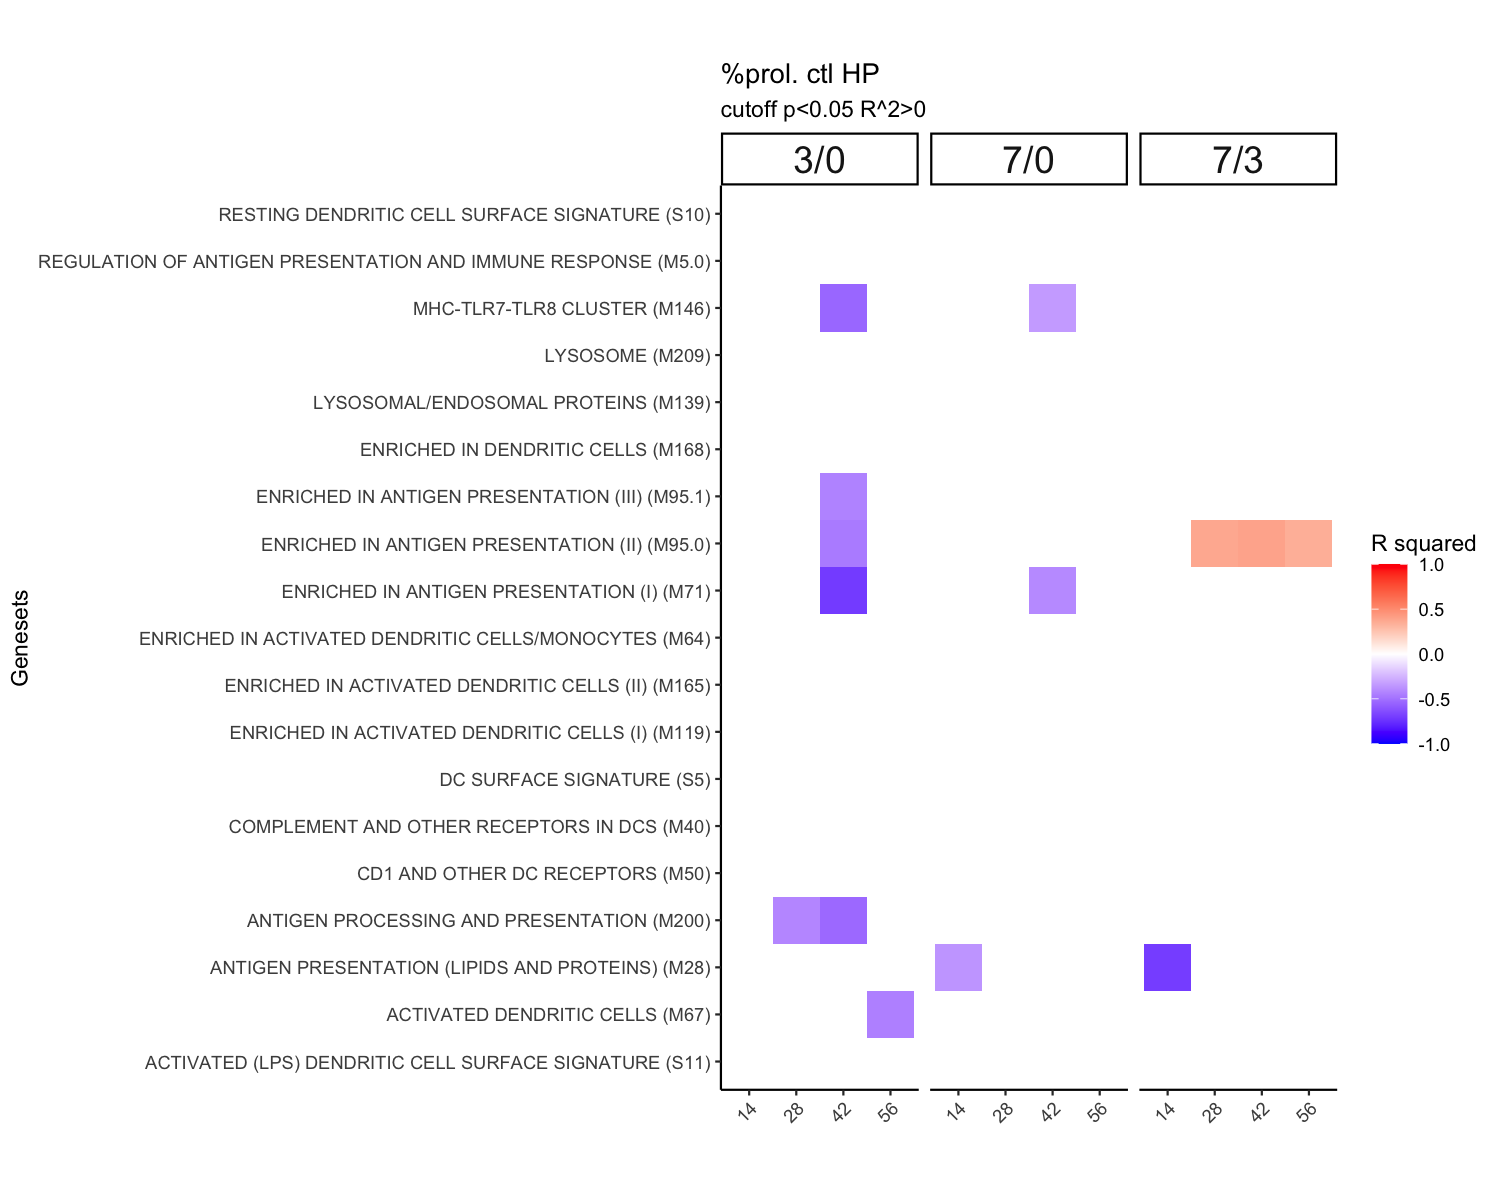 %prol. ctl HP
cutoff p<0.05 R^2>0
3/0 7/0 7/3
RESTING DENDRITIC CELL SURFACE SIGNATURE (S10)
REGULATION OF ANTIGEN PRESENTATION AND IMMUNE RESPONSE (M5.0)
MHC-TLR7-TLR8 CLUSTER (M146)
LYSOSOME (M209)
LYSOSOMAL/ENDOSOMAL PROTEINS (M139)
ENRICHED IN DENDRITIC CELLS (M168)
ENRICHED IN ANTIGEN PRESENTATION (III) (M95.1)
ENRICHED IN ANTIGEN PRESENTATION (II) (M95.0)
ENRICHED IN ANTIGEN PRESENTATION (I) (M71)
ENRICHED IN ACTIVATED DENDRITIC CELLS/MONOCYTES (M64)
ENRICHED IN ACTIVATED DENDRITIC CELLS (II) (M165)
ENRICHED IN ACTIVATED DENDRITIC CELLS (I) (M119)
DC SURFACE SIGNATURE (S5)
COMPLEMENT AND OTHER RECEPTORS IN DCS (M40)
CD1 AND OTHER DC RECEPTORS (M50)
ANTIGEN PROCESSING AND PRESENTATION (M200)
ANTIGEN PRESENTATION (LIPIDS AND PROTEINS) (M28)
ACTIVATED DENDRITIC CELLS (M67)
ACTIVATED (LPS) DENDRITIC CELL SURFACE SIGNATURE (S11)
Genesets
14 28 42 56 14 28 42 56 14 28 42 56
R squared
1.0
0.5
0.0
-0.5
-1.0